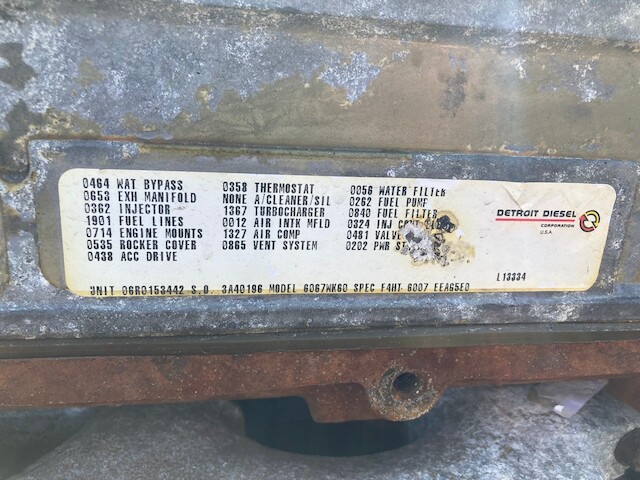 0464 WAT BYPASS
0653 EXH MANIFOLD
0362 INJECTOR
1901 FUEL LINES
0714 ENGINE MOUNTS
0535 ROCKER COVER
0438 ACC DRIVE
0358 THERMOSTAT
NONE A/CLEANER/SIL
1367 TURBOCHARGER
0012 AIR INTK MFLD
1327 AIR COMP
0865 VENT SYSTEM
0056 WATER FILTER
0262 FUEL PUMP
0840 FUEL FILTER
0324 INJ
0481 VALVE
0202 PWR
DETROIT DIESEL
CORPORATION
U.S.A.
L13334
UNIT 06R0153442 S.O. 3A40196 MODEL 6067WK60 SPEC F4HT 6007 EEA65E0